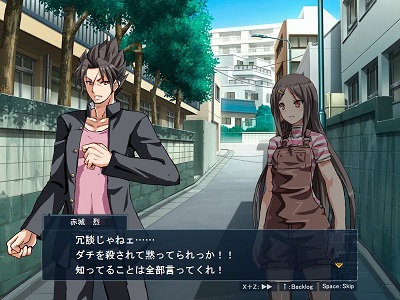 赤城　烈
冗談じゃねェ……
ダチを殺されて黙ってられっか！！
知ってることは全部言ってくれ！
X+Z: ▶▶ | ↑:Backlog | Space: Skip